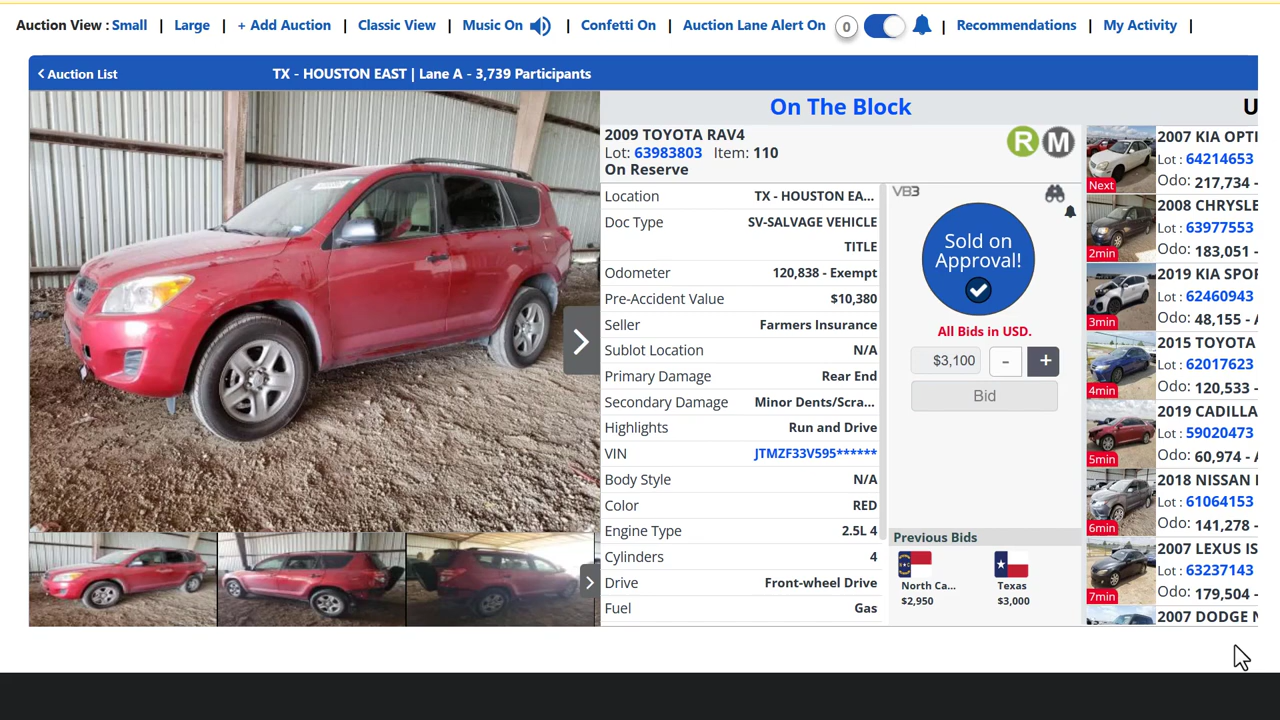 Auction View : Small | Large | + Add Auction | Classic View | Music On | Confetti On | Auction Lane Alert On 0 | Recommendations | My Activity |
Auction List TX - HOUSTON EAST | Lane A - 3,739 Participants
On The Block
U
2009 TOYOTA RAV4
Lot: 63983803 Item: 110
On Reserve
R M
Location TX - HOUSTON EA...
Doc Type SV-SALVAGE VEHICLE
TITLE
Odometer 120,838 - Exempt
Pre-Accident Value $10,380
Seller Farmers Insurance
Sublot Location N/A
Primary Damage Rear End
Secondary Damage Minor Dents/Scra...
Highlights Run and Drive
VIN JTMZF33V595******
Body Style N/A
Color RED
Engine Type 2.5L 4
Cylinders 4
Drive Front-wheel Drive
Fuel Gas
VB3
Sold on
Approval!
All Bids in USD.
$3,100 - +
Bid
Previous Bids
North Ca... Texas
$2,950 $3,000
2007 KIA OPTI
Lot : 64214653
Next Odo: 217,734 -
2008 CHRYSLE
Lot : 63977553
2min Odo: 183,051 -
2019 KIA SPOR
Lot : 62460943
3min Odo: 48,155 - A
2015 TOYOTA
Lot : 62017623
4min Odo: 120,533 -
2019 CADILLA
Lot : 59020473
5min Odo: 60,974 - A
2018 NISSAN
Lot : 61064153
6min Odo: 141,278 -
2007 LEXUS IS
Lot : 63237143
7min Odo: 179,504 -
2007 DODGE N